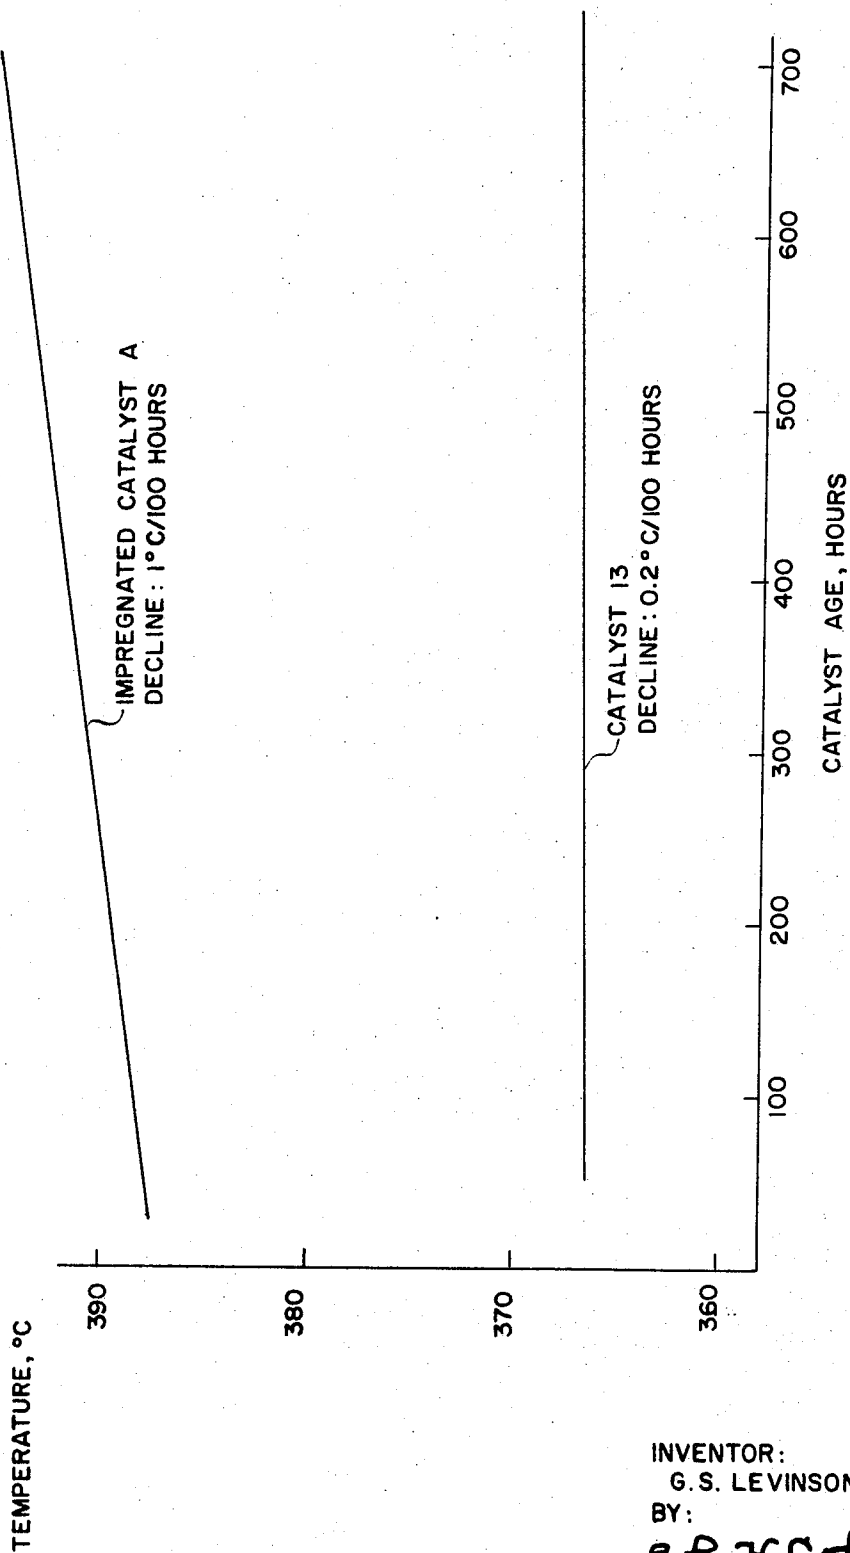 TEMPERATURE, °C
390
380
370
360
IMPREGNATED CATALYST A
DECLINE: 1°C/100 HOURS
CATALYST 13
DECLINE: 0.2°C/100 HOURS
100
200
300
400
500
600
700
CATALYST AGE, HOURS
INVENTOR:
G.S. LEVINSON
BY: